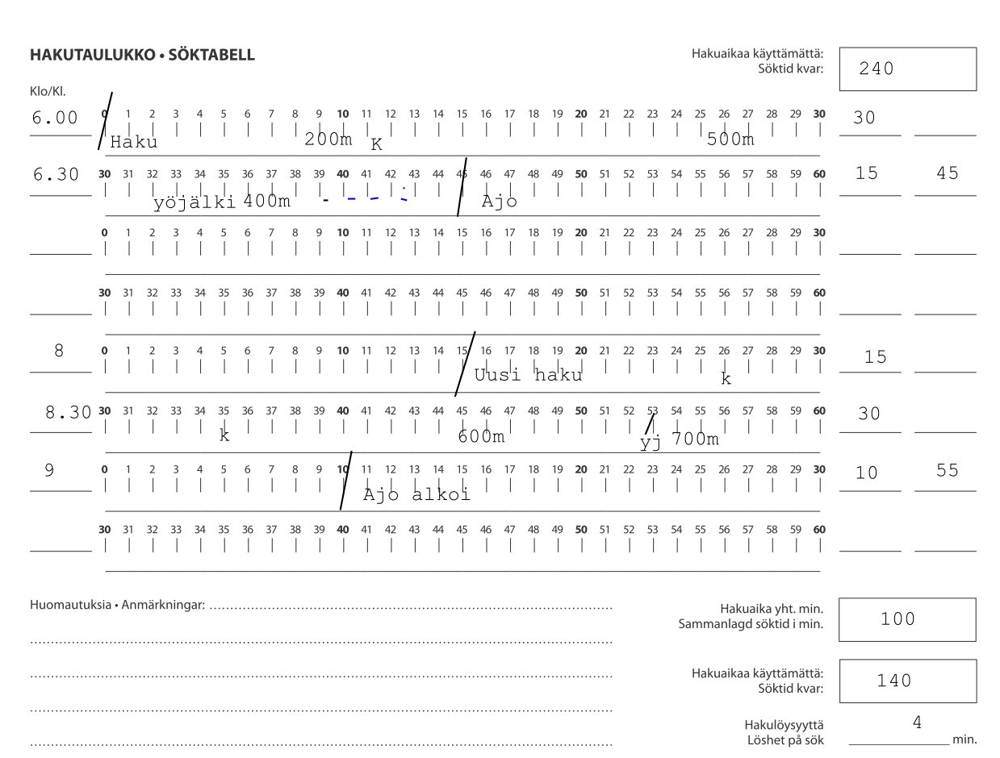 HAKUTAULUKKO • SÖKTABELL
Hakuaikaa käyttämättä:
Söktid kvar:
240
Klo/Kl.
6.00 0 1 2 3 4 5 6 7 8 9 10 11 12 13 14 15 16 17 18 19 20 21 22 23 24 25 26 27 28 29 30 30
Haku 200m K 500m
6.30 30 31 32 33 34 35 36 37 38 39 40 41 42 43 44 45 46 47 48 49 50 51 52 53 54 55 56 57 58 59 60 15 45
yöjälki 400m - - - - Ajo
0 1 2 3 4 5 6 7 8 9 10 11 12 13 14 15 16 17 18 19 20 21 22 23 24 25 26 27 28 29 30
30 31 32 33 34 35 36 37 38 39 40 41 42 43 44 45 46 47 48 49 50 51 52 53 54 55 56 57 58 59 60
8 0 1 2 3 4 5 6 7 8 9 10 11 12 13 14 15 16 17 18 19 20 21 22 23 24 25 26 27 28 29 30 15
Uusi haku k
8.30 30 31 32 33 34 35 36 37 38 39 40 41 42 43 44 45 46 47 48 49 50 51 52 53 54 55 56 57 58 59 60 30
k 600m yj 700m
9 0 1 2 3 4 5 6 7 8 9 10 11 12 13 14 15 16 17 18 19 20 21 22 23 24 25 26 27 28 29 30 10 55
Ajo alkoi
30 31 32 33 34 35 36 37 38 39 40 41 42 43 44 45 46 47 48 49 50 51 52 53 54 55 56 57 58 59 60
Huomautuksia • Anmärkningar:
Hakuaika yht. min.
Sammanlagd söktid i min.
100
Hakuaikaa käyttämättä:
Söktid kvar:
140
Hakulöysyyttä
Löshet på sök
4 min.